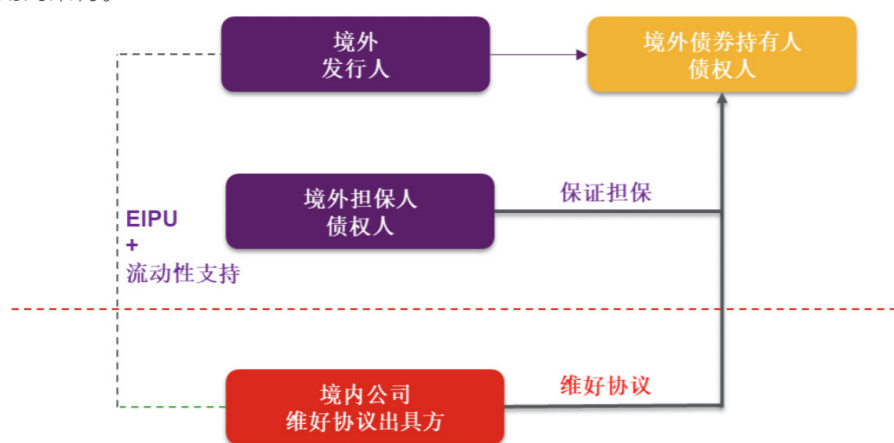 境外
发行人
境外债券持有人
债权人
境外担保人
债权人
保证担保
EIPU
+
流动性支持
境内公司
维好协议出具方
维好协议